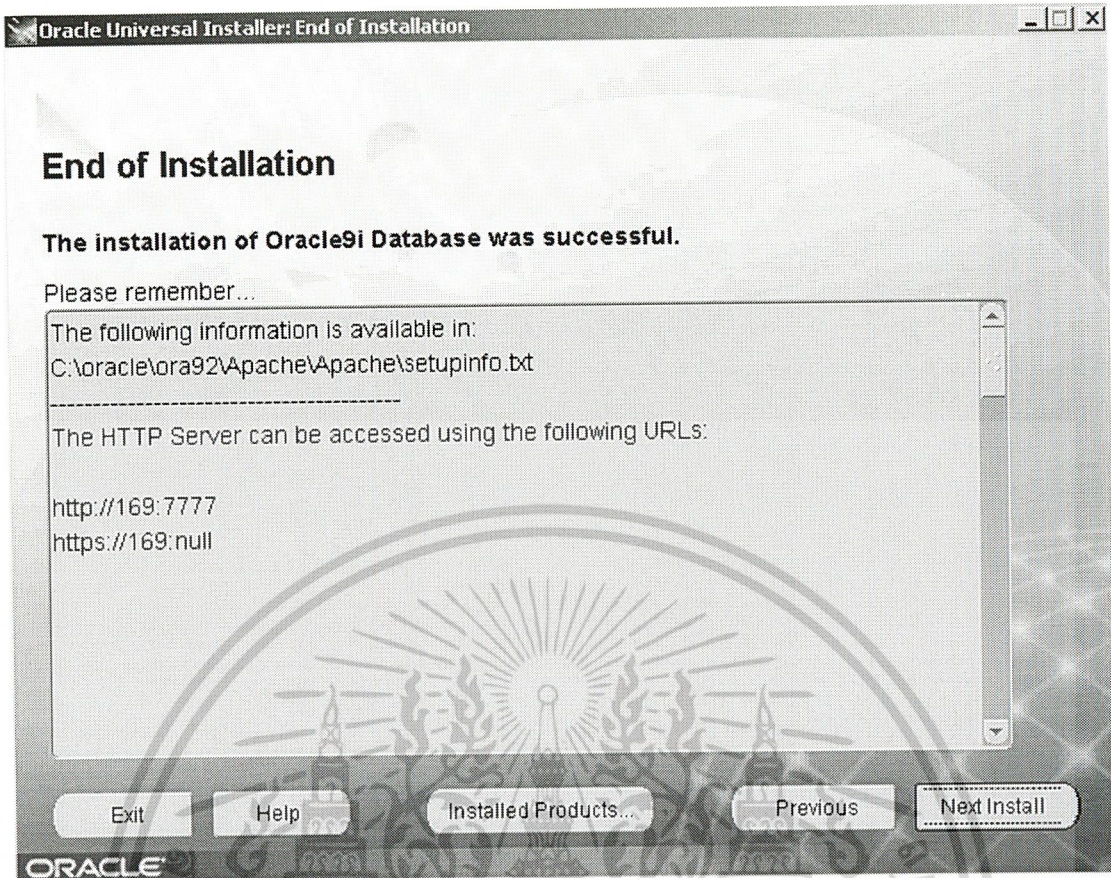 Oracle Universal Installer: End of Installation
End of Installation
The installation of Oracle9i Database was successful.
Please remember...
The following information is available in:
C:\oracle\ora92\Apache\Apache\setupinfo.txt
---------------------------------------
The HTTP Server can be accessed using the following URLs:
http://169:7777
https://169:null
Exit Help Installed Products... Previous Next Install
ORACLE